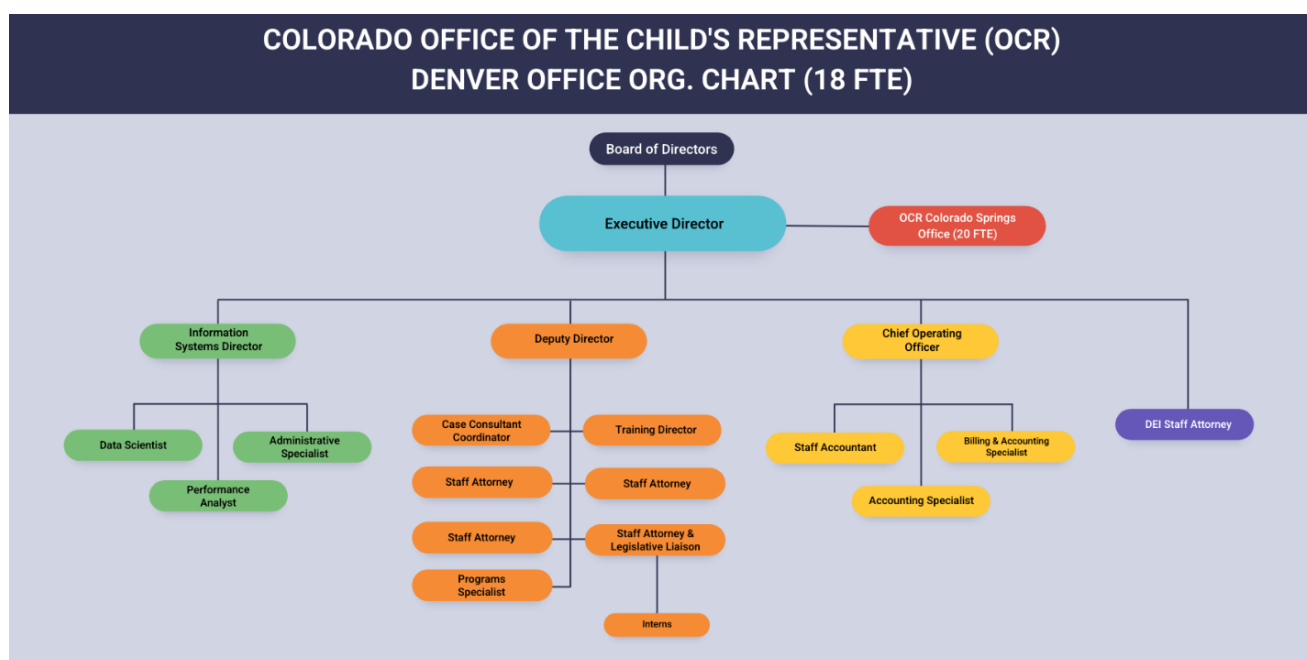 COLORADO OFFICE OF THE CHILD'S REPRESENTATIVE (OCR)
DENVER OFFICE ORG. CHART (18 FTE)
Board of Directors
Executive Director
OCR Colorado Springs
Office (20 FTE)
Information
Systems Director
Deputy Director
Chief Operating
Officer
DEI Staff Attorney
Data Scientist
Administrative
Specialist
Performance
Analyst
Case Consultant
Coordinator
Training Director
Staff Attorney
Staff Attorney
Staff Attorney
Staff Attorney &
Legislative Liaison
Programs
Specialist
Interns
Staff Accountant
Billing & Accounting
Specialist
Accounting Specialist